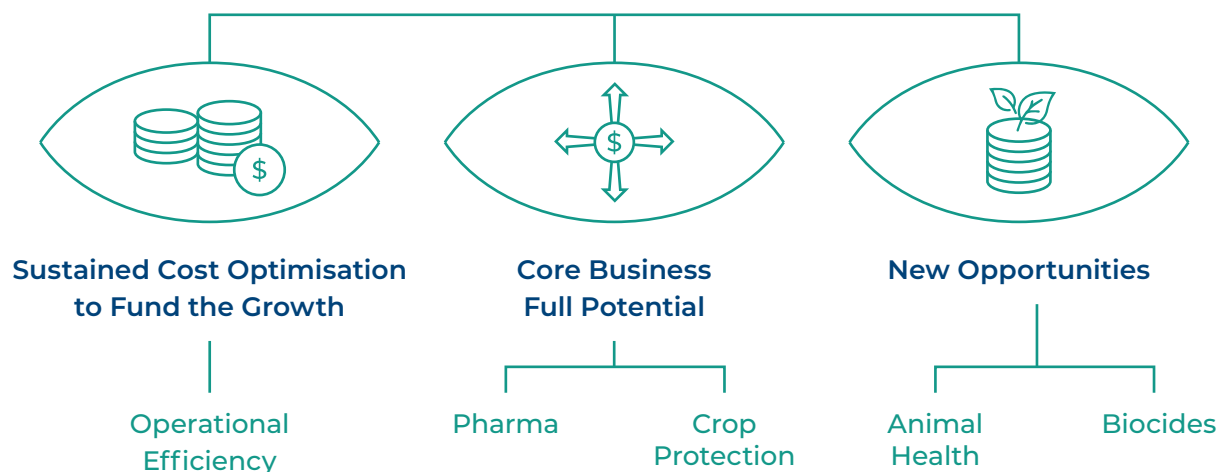 $
$
Sustained Cost Optimisation
to Fund the Growth
Core Business
Full Potential
New Opportunities
Operational
Efficiency
Pharma
Crop
Protection
Animal
Health
Biocides